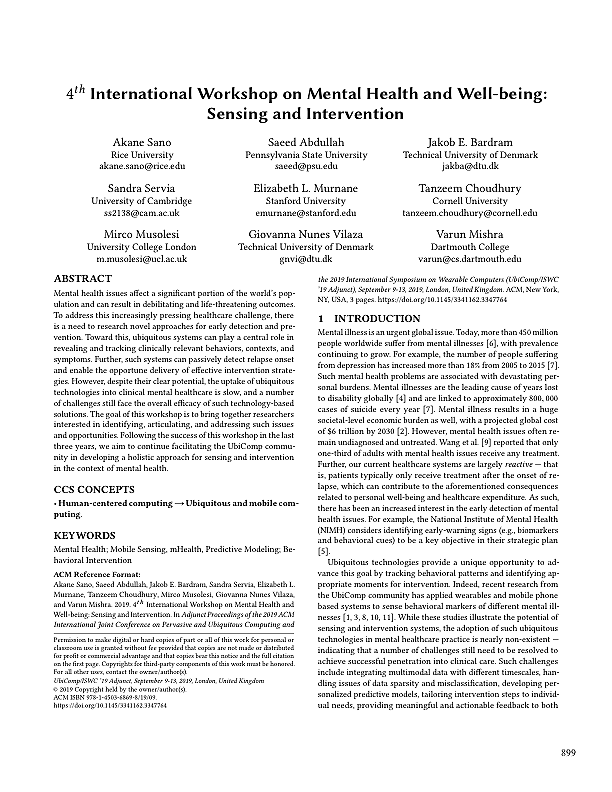 4th International Workshop on Mental Health and Well-being:
Sensing and Intervention
Akane Sano
Rice University
akane.sano@rice.edu
Saeed Abdullah
Pennsylvania State University
saeed@psu.edu
Jakob E. Bardram
Technical University of Denmark
jakba@dtu.dk
Sandra Servia
University of Cambridge
ss2138@cam.ac.uk
Elizabeth L. Murnane
Stanford University
emurnane@stanford.edu
Tanzeem Choudhury
Cornell University
tanzeem.choudhury@cornell.edu
Mirco Musolesi
University College London
m.musolesi@ucl.ac.uk
Giovanna Nunes Vilaza
Technical University of Denmark
gnvi@dtu.dk
Varun Mishra
Dartmouth College
varun@cs.dartmouth.edu
ABSTRACT
Mental health issues affect a significant portion of the world's pop-
ulation and can result in debilitating and life-threatening outcomes.
To address this increasingly pressing healthcare challenge, there
is a need to research novel approaches for early detection and pre-
vention. Toward this, ubiquitous systems can play a central role in
revealing and tracking clinically relevant behaviors, contexts, and
symptoms. Further, such systems can passively detect relapse onset
and enable the opportune delivery of effective intervention strate-
gies. However, despite their clear potential, the uptake of ubiquitous
technologies into clinical mental healthcare is slow, and a number
of challenges still face the overall efficacy of such technology-based
solutions. The goal of this workshop is to bring together researchers
interested in identifying, articulating, and addressing such issues
and opportunities. Following the success of this workshop in the last
three years, we aim to continue facilitating the UbiComp commu-
nity in developing a holistic approach for sensing and intervention
in the context of mental health.
CCS CONCEPTS
• Human-centered computing → Ubiquitous and mobile com-
puting.
KEYWORDS
Mental Health; Mobile Sensing, mHealth, Predictive Modeling; Be-
havioral Intervention
ACM Reference Format:
Akane Sano, Saeed Abdullah, Jakob E. Bardram, Sandra Servia, Elizabeth L.
Murnane, Tanzeem Choudhury, Mirco Musolesi, Giovanna Nunes Vilaza,
and Varun Mishra. 2019. 4th International Workshop on Mental Health and
Well-being: Sensing and Intervention. In Adjunct Proceedings of the 2019 ACM
International Joint Conference on Pervasive and Ubiquitous Computing and
Permission to make digital or hard copies of part or all of this work for personal or
classroom use is granted without fee provided that copies are not made or distributed
for profit or commercial advantage and that copies bear this notice and the full citation
on the first page. Copyrights for third-party components of this work must be honored.
For all other uses, contact the owner/author(s).
UbiComp/ISWC '19 Adjunct, September 9-13, 2019, London, United Kingdom
© 2019 Copyright held by the owner/author(s).
ACM ISBN 978-1-4503-6869-8/19/09.
https://doi.org/10.1145/3341162.3347764
the 2019 International Symposium on Wearable Computers (UbiComp/ISWC
'19 Adjunct), September 9-13, 2019, London, United Kingdom. ACM, New York,
NY, USA, 3 pages. https://doi.org/10.1145/3341162.3347764
1 INTRODUCTION
Mental illness is an urgent global issue. Today, more than 450 million
people worldwide suffer from mental illnesses [6], with prevalence
continuing to grow. For example, the number of people suffering
from depression has increased more than 18% from 2005 to 2015 [7].
Such mental health problems are associated with devastating per-
sonal burdens. Mental illnesses are the leading cause of years lost
to disability globally [4] and are linked to approximately 800,000
cases of suicide every year [7]. Mental illness results in a huge
societal-level economic burden as well, with a projected global cost
of $6 trillion by 2030 [2]. However, mental health issues often re-
main undiagnosed and untreated. Wang et al. [9] reported that only
one-third of adults with mental health issues receive any treatment.
Further, our current healthcare systems are largely reactive — that
is, patients typically only receive treatment after the onset of re-
lapse, which can contribute to the aforementioned consequences
related to personal well-being and healthcare expenditure. As such,
there has been an increased interest in the early detection of mental
health issues. For example, the National Institute of Mental Health
(NIMH) considers identifying early-warning signs (e.g., biomarkers
and behavioral cues) to be a key objective in their strategic plan
[5].
Ubiquitous technologies provide a unique opportunity to ad-
vance this goal by tracking behavioral patterns and identifying ap-
propriate moments for intervention. Indeed, recent research from
the UbiComp community has applied wearables and mobile phone
based systems to sense behavioral markers of different mental ill-
nesses [1, 3, 8, 10, 11]. While these studies illustrate the potential of
sensing and intervention systems, the adoption of such ubiquitous
technologies in mental healthcare practice is nearly non-existent —
indicating that a number of challenges still need to be resolved to
achieve successful penetration into clinical care. Such challenges
include integrating multimodal data with different timescales, han-
dling issues of data sparsity and misclassification, developing per-
sonalized predictive models, tailoring intervention steps to individ-
ual needs, providing meaningful and actionable feedback to both
899